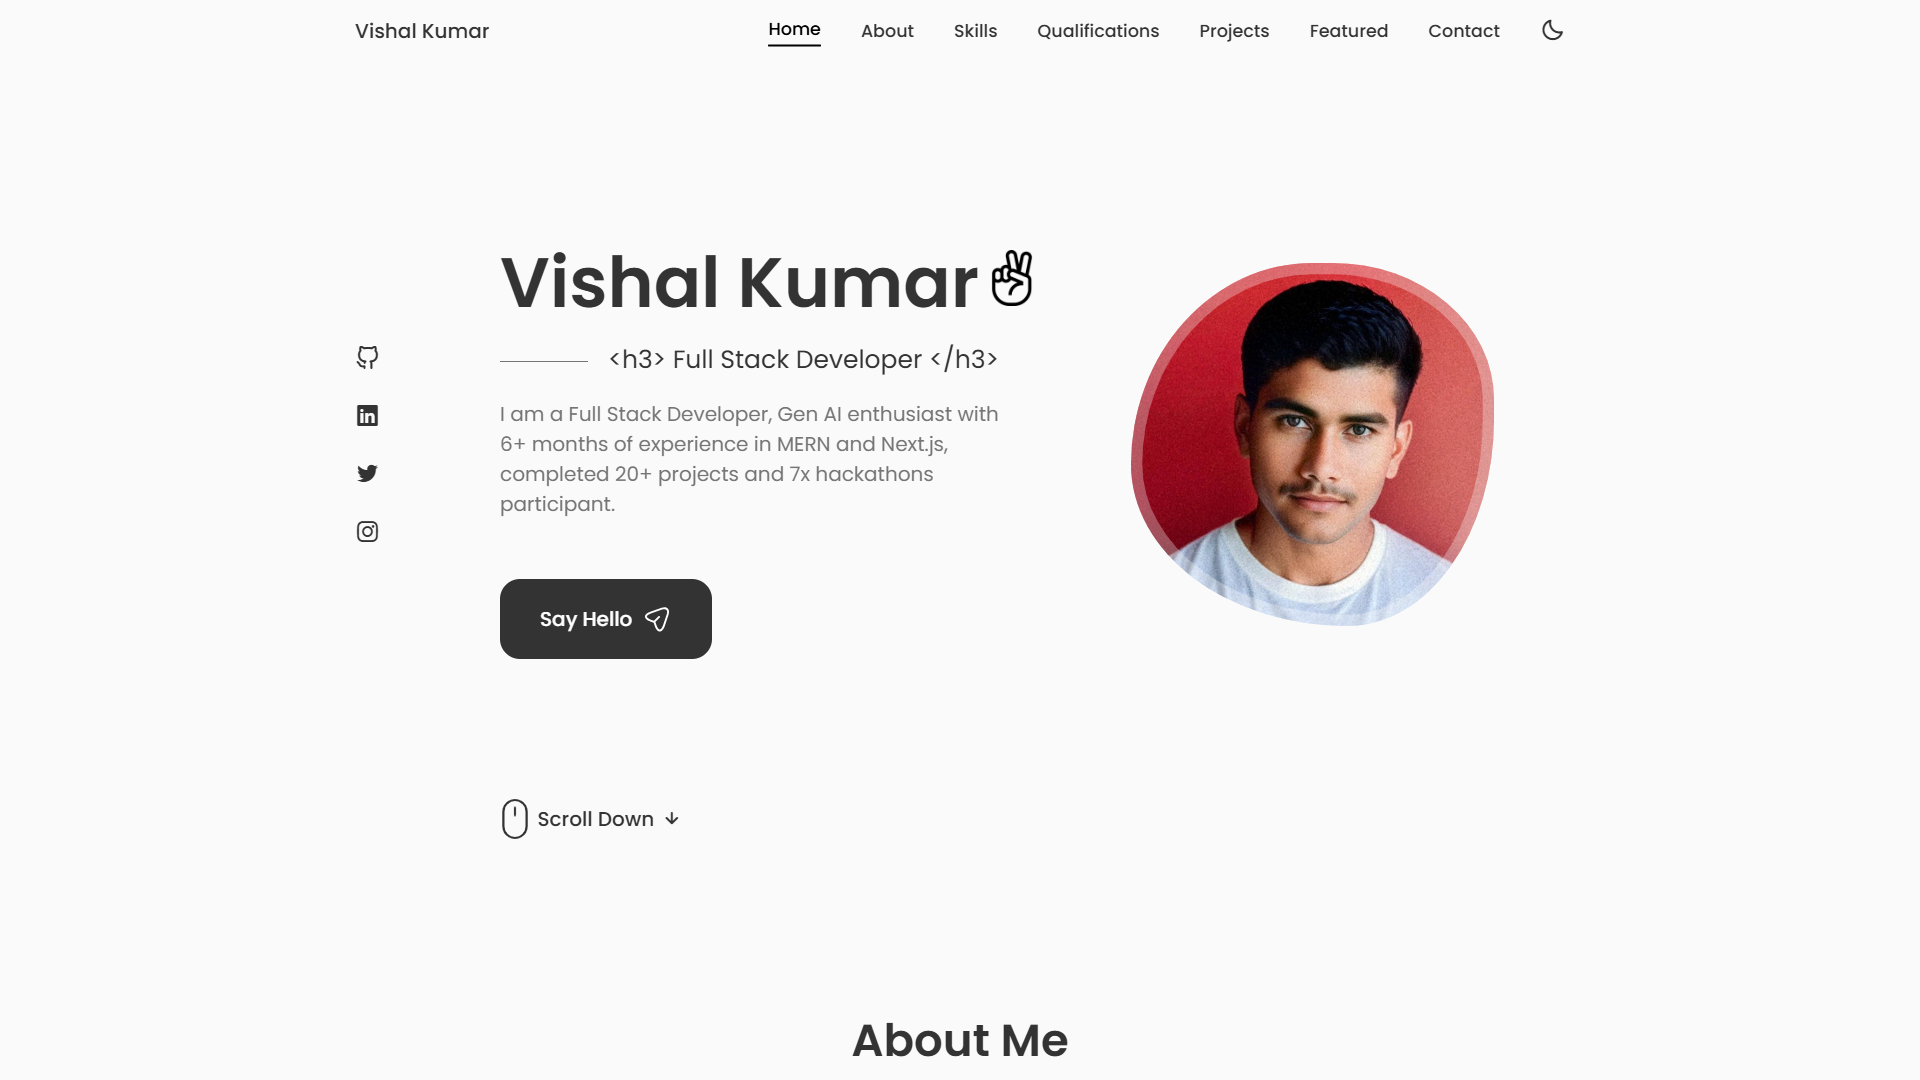 Vishal Kumar
Home
About
Skills
Qualifications
Projects
Featured
Contact
Vishal Kumar
<h3> Full Stack Developer </h3>
I am a Full Stack Developer, Gen AI enthusiast with
6+ months of experience in MERN and Next.js,
completed 20+ projects and 7x hackathons
participant.
Say Hello
Scroll Down
About Me